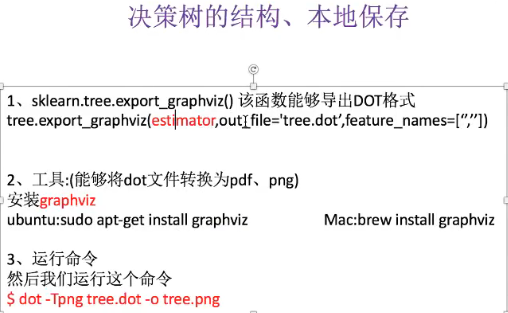 决策树的结构、本地保存
1、sklearn.tree.export_graphviz() 该函数能够导出DOT格式
tree.export_graphviz(estimator,out_file='tree.dot’,feature_names=[‘’,’’])
2、工具:(能够将dot文件转换为pdf、png)
安装graphviz
ubuntu:sudo apt-get install graphviz Mac:brew install graphviz
3、运行命令
然后我们运行这个命令
$ dot -Tpng tree.dot -o tree.png